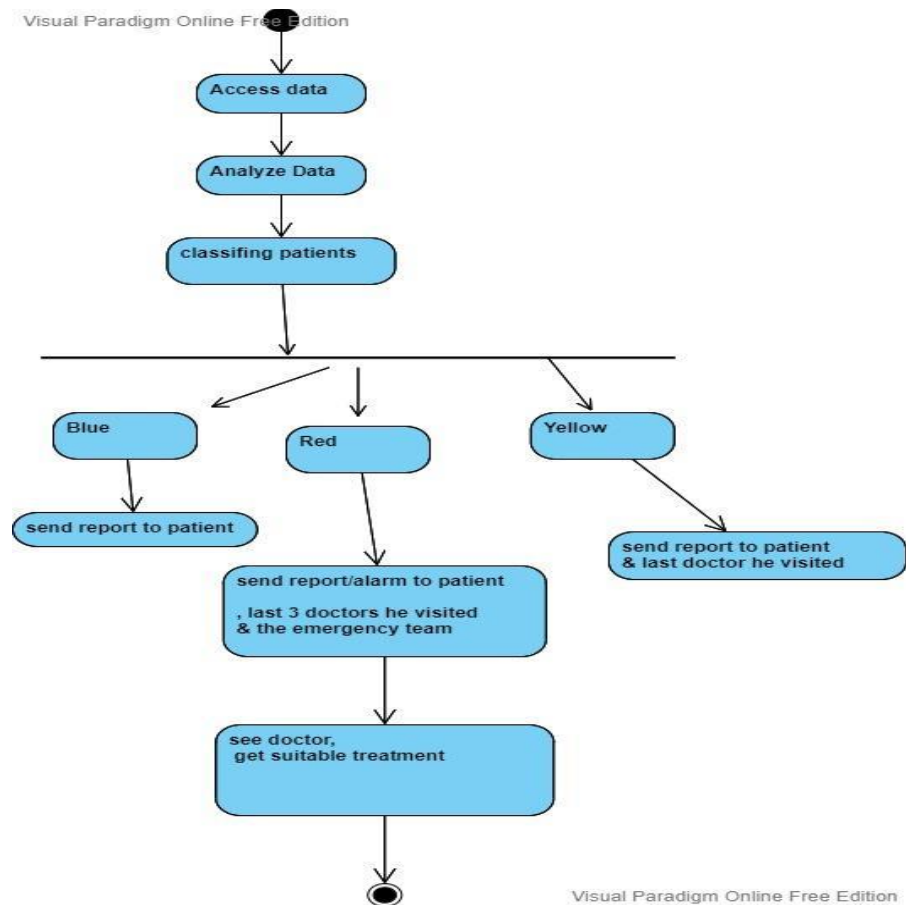 Visual Paradigm Online Free Edition
Access data
Analyze Data
classifing patients
Blue
Red
Yellow
send report to patient
send report to patient
& last doctor he visited
send report/alarm to patient
, last 3 doctors he visited
& the emergency team
see doctor,
get suitable treatment
Visual Paradigm Online Free Edition